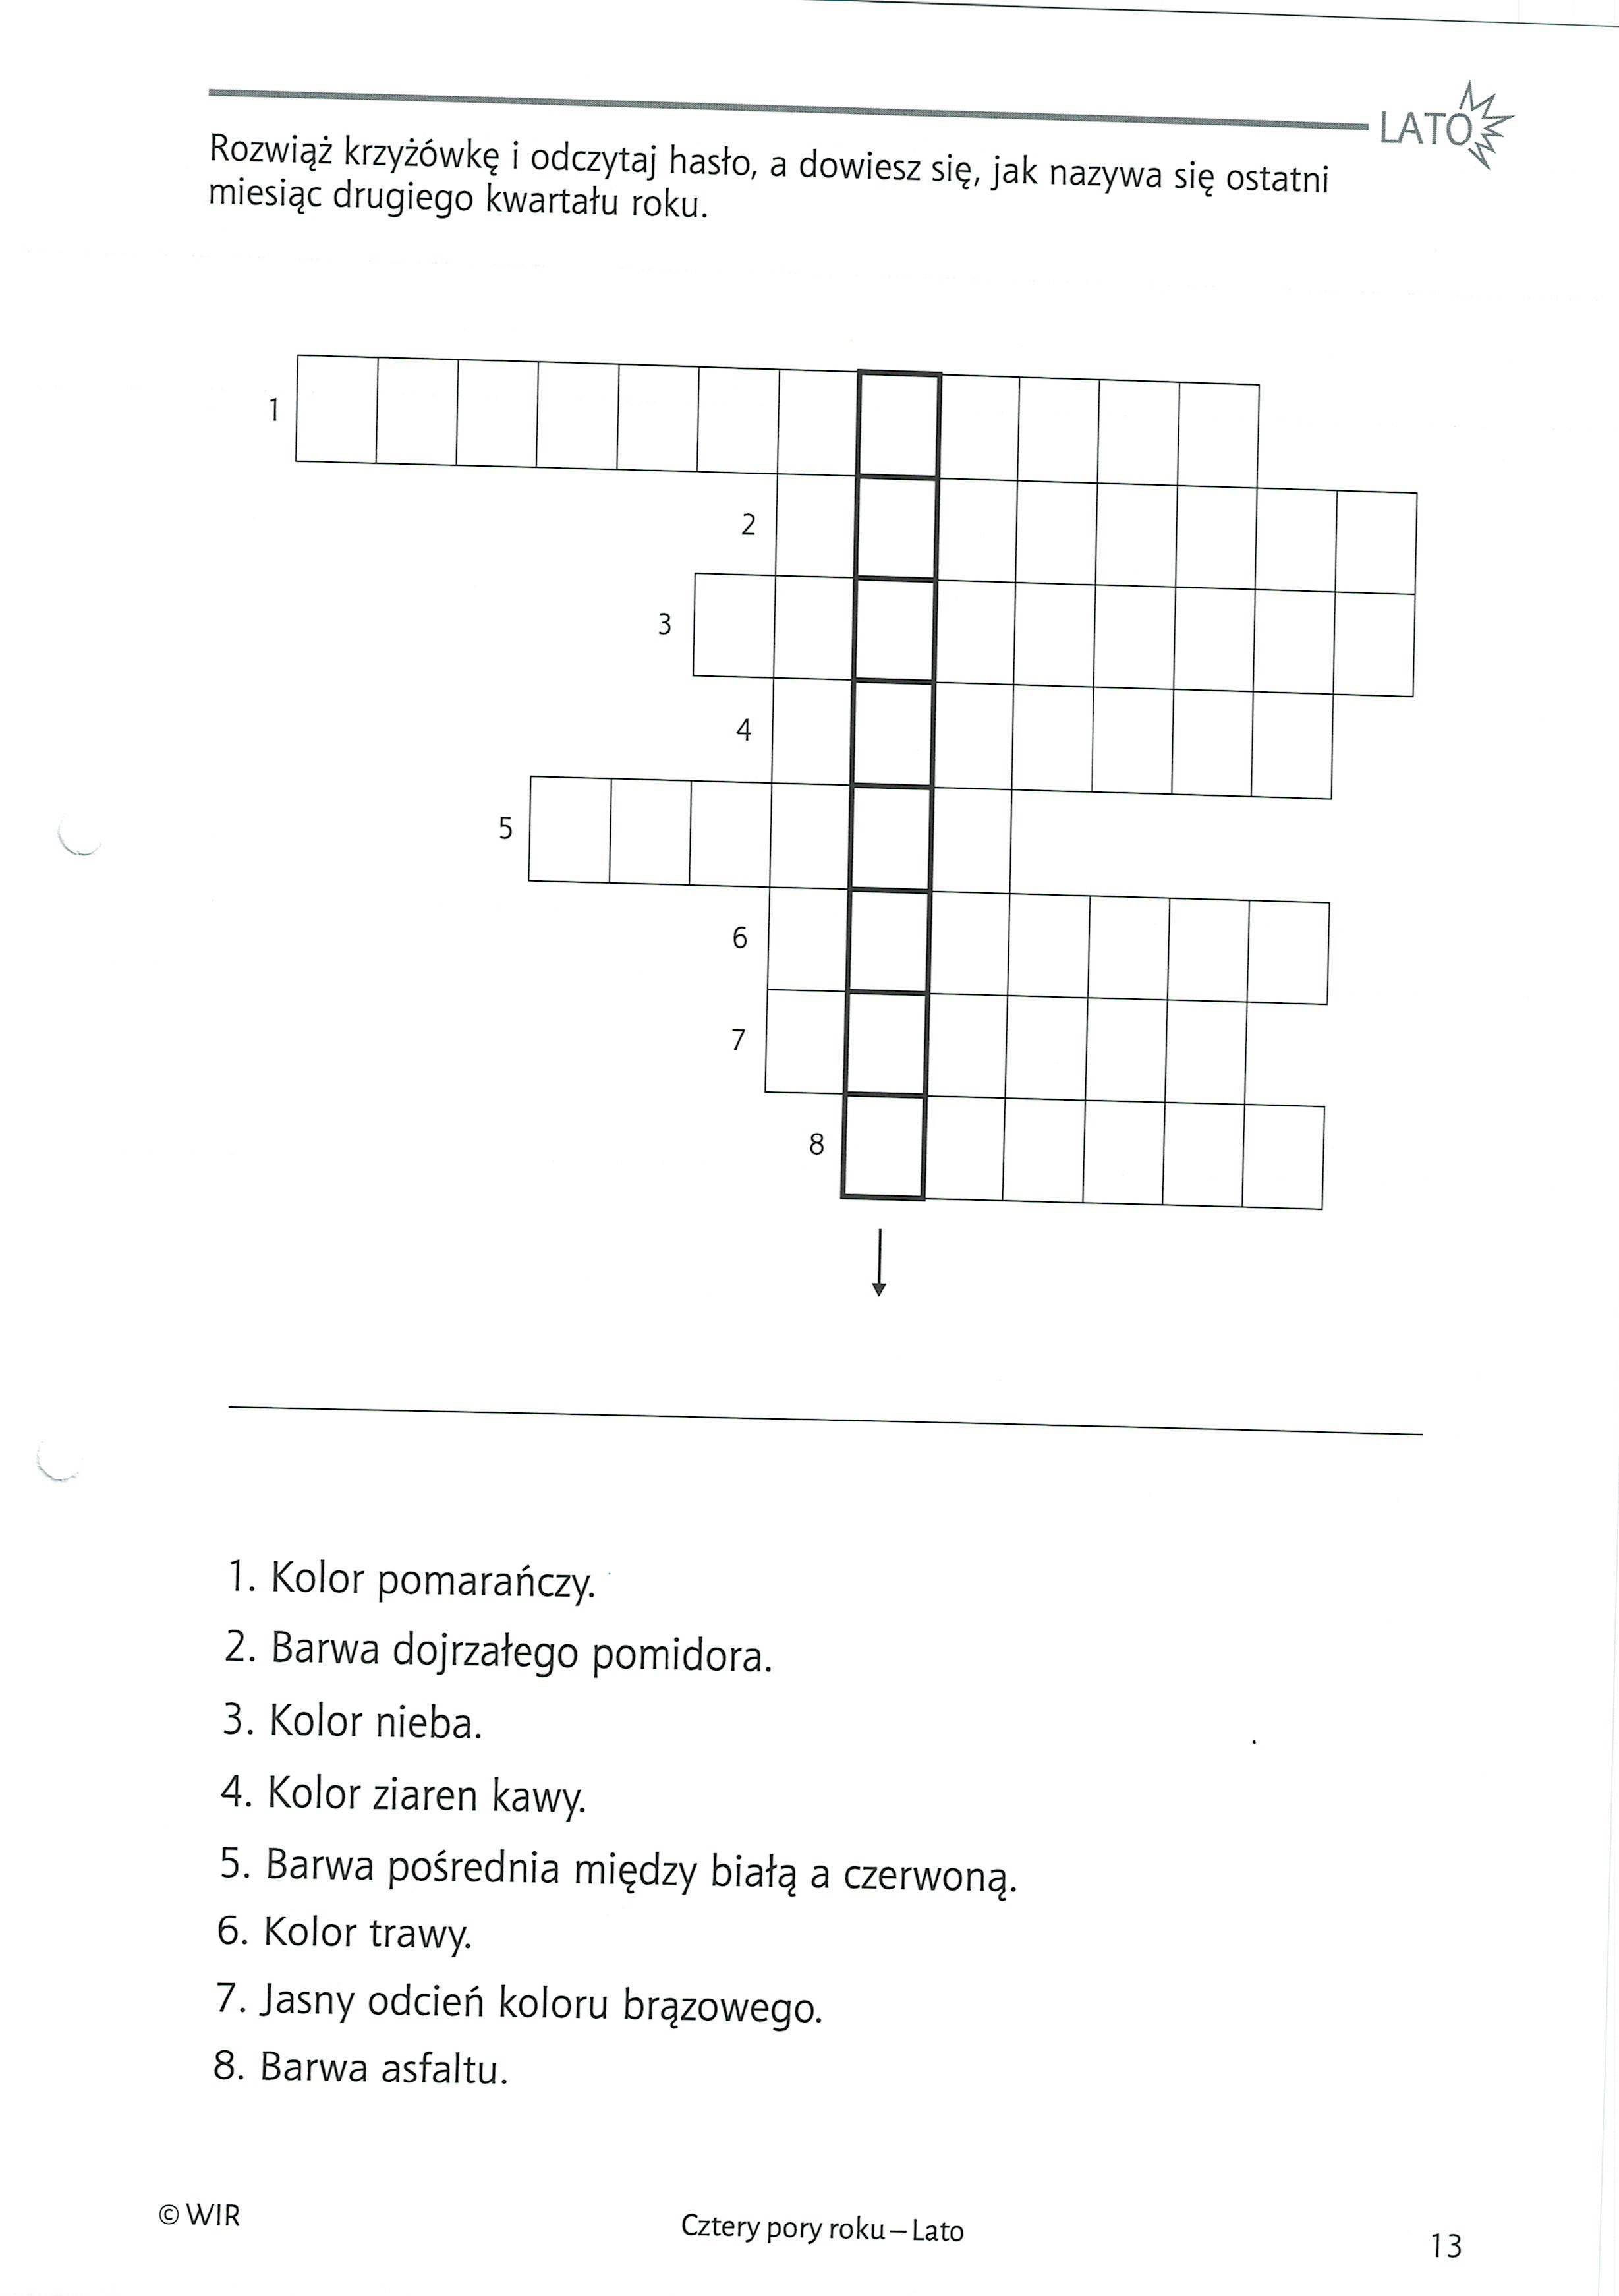 LATO
Rozwiąż krzyżówkę i odczytaj hasło, a dowiesz się, jak nazywa się ostatni
miesiąc drugiego kwartału roku.
1
2
3
4
5
6
7
8
1. Kolor pomarańczy.
2. Barwa dojrzałego pomidora.
3. Kolor nieba.
4. Kolor ziaren kawy.
5. Barwa pośrednia między białą a czerwoną.
6. Kolor trawy.
7. Jasny odcień koloru brązowego.
8. Barwa asfaltu.
© WIR
Cztery pory roku – Lato
13